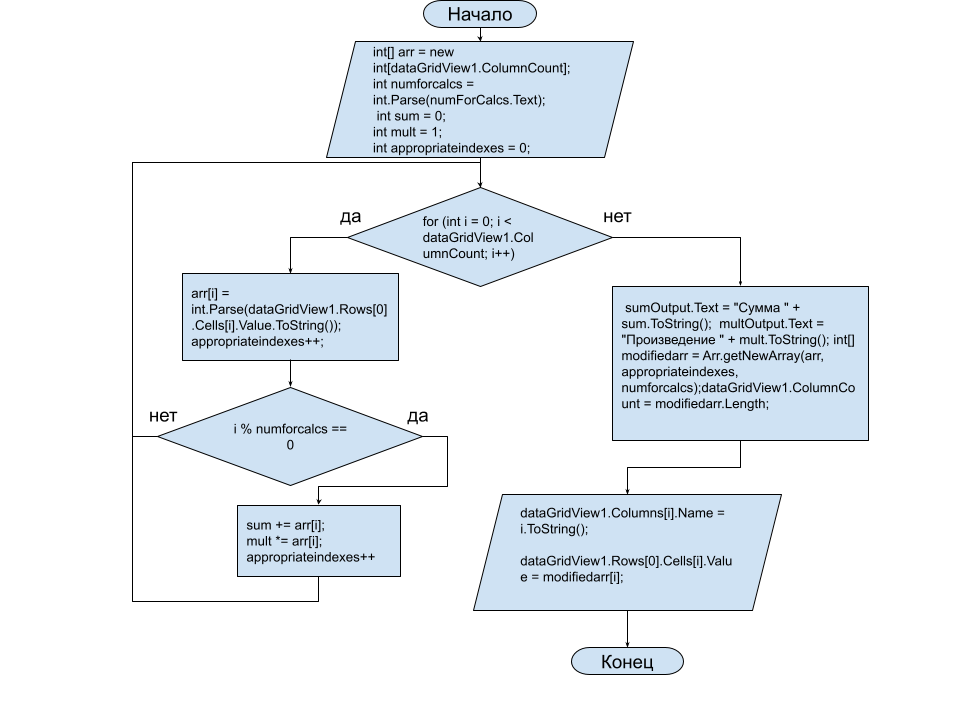 Начало
int[] arr = new
int[dataGridView1.ColumnCount];
int numforcalcs =
int.Parse(numForCalcs.Text);
int sum = 0;
int mult = 1;
int appropriateindexes = 0;
да
нет
for (int i = 0; i <
dataGridView1.Col
umnCount; i++)
arr[i] =
int.Parse(dataGridView1.Rows[0]
.Cells[i].Value.ToString());
appropriateindexes++;
sumOutput.Text = "Сумма " +
sum.ToString(); multOutput.Text =
"Произведение " + mult.ToString(); int[]
modifiedarr = Arr.getNewArray(arr,
appropriateindexes,
numforcalcs);dataGridView1.ColumnCo
unt = modifiedarr.Length;
нет
да
i % numforcalcs ==
0
sum += arr[i];
mult *= arr[i];
appropriateindexes++
dataGridView1.Columns[i].Name =
i.ToString();
dataGridView1.Rows[0].Cells[i].Valu
e = modifiedarr[i];
Конец